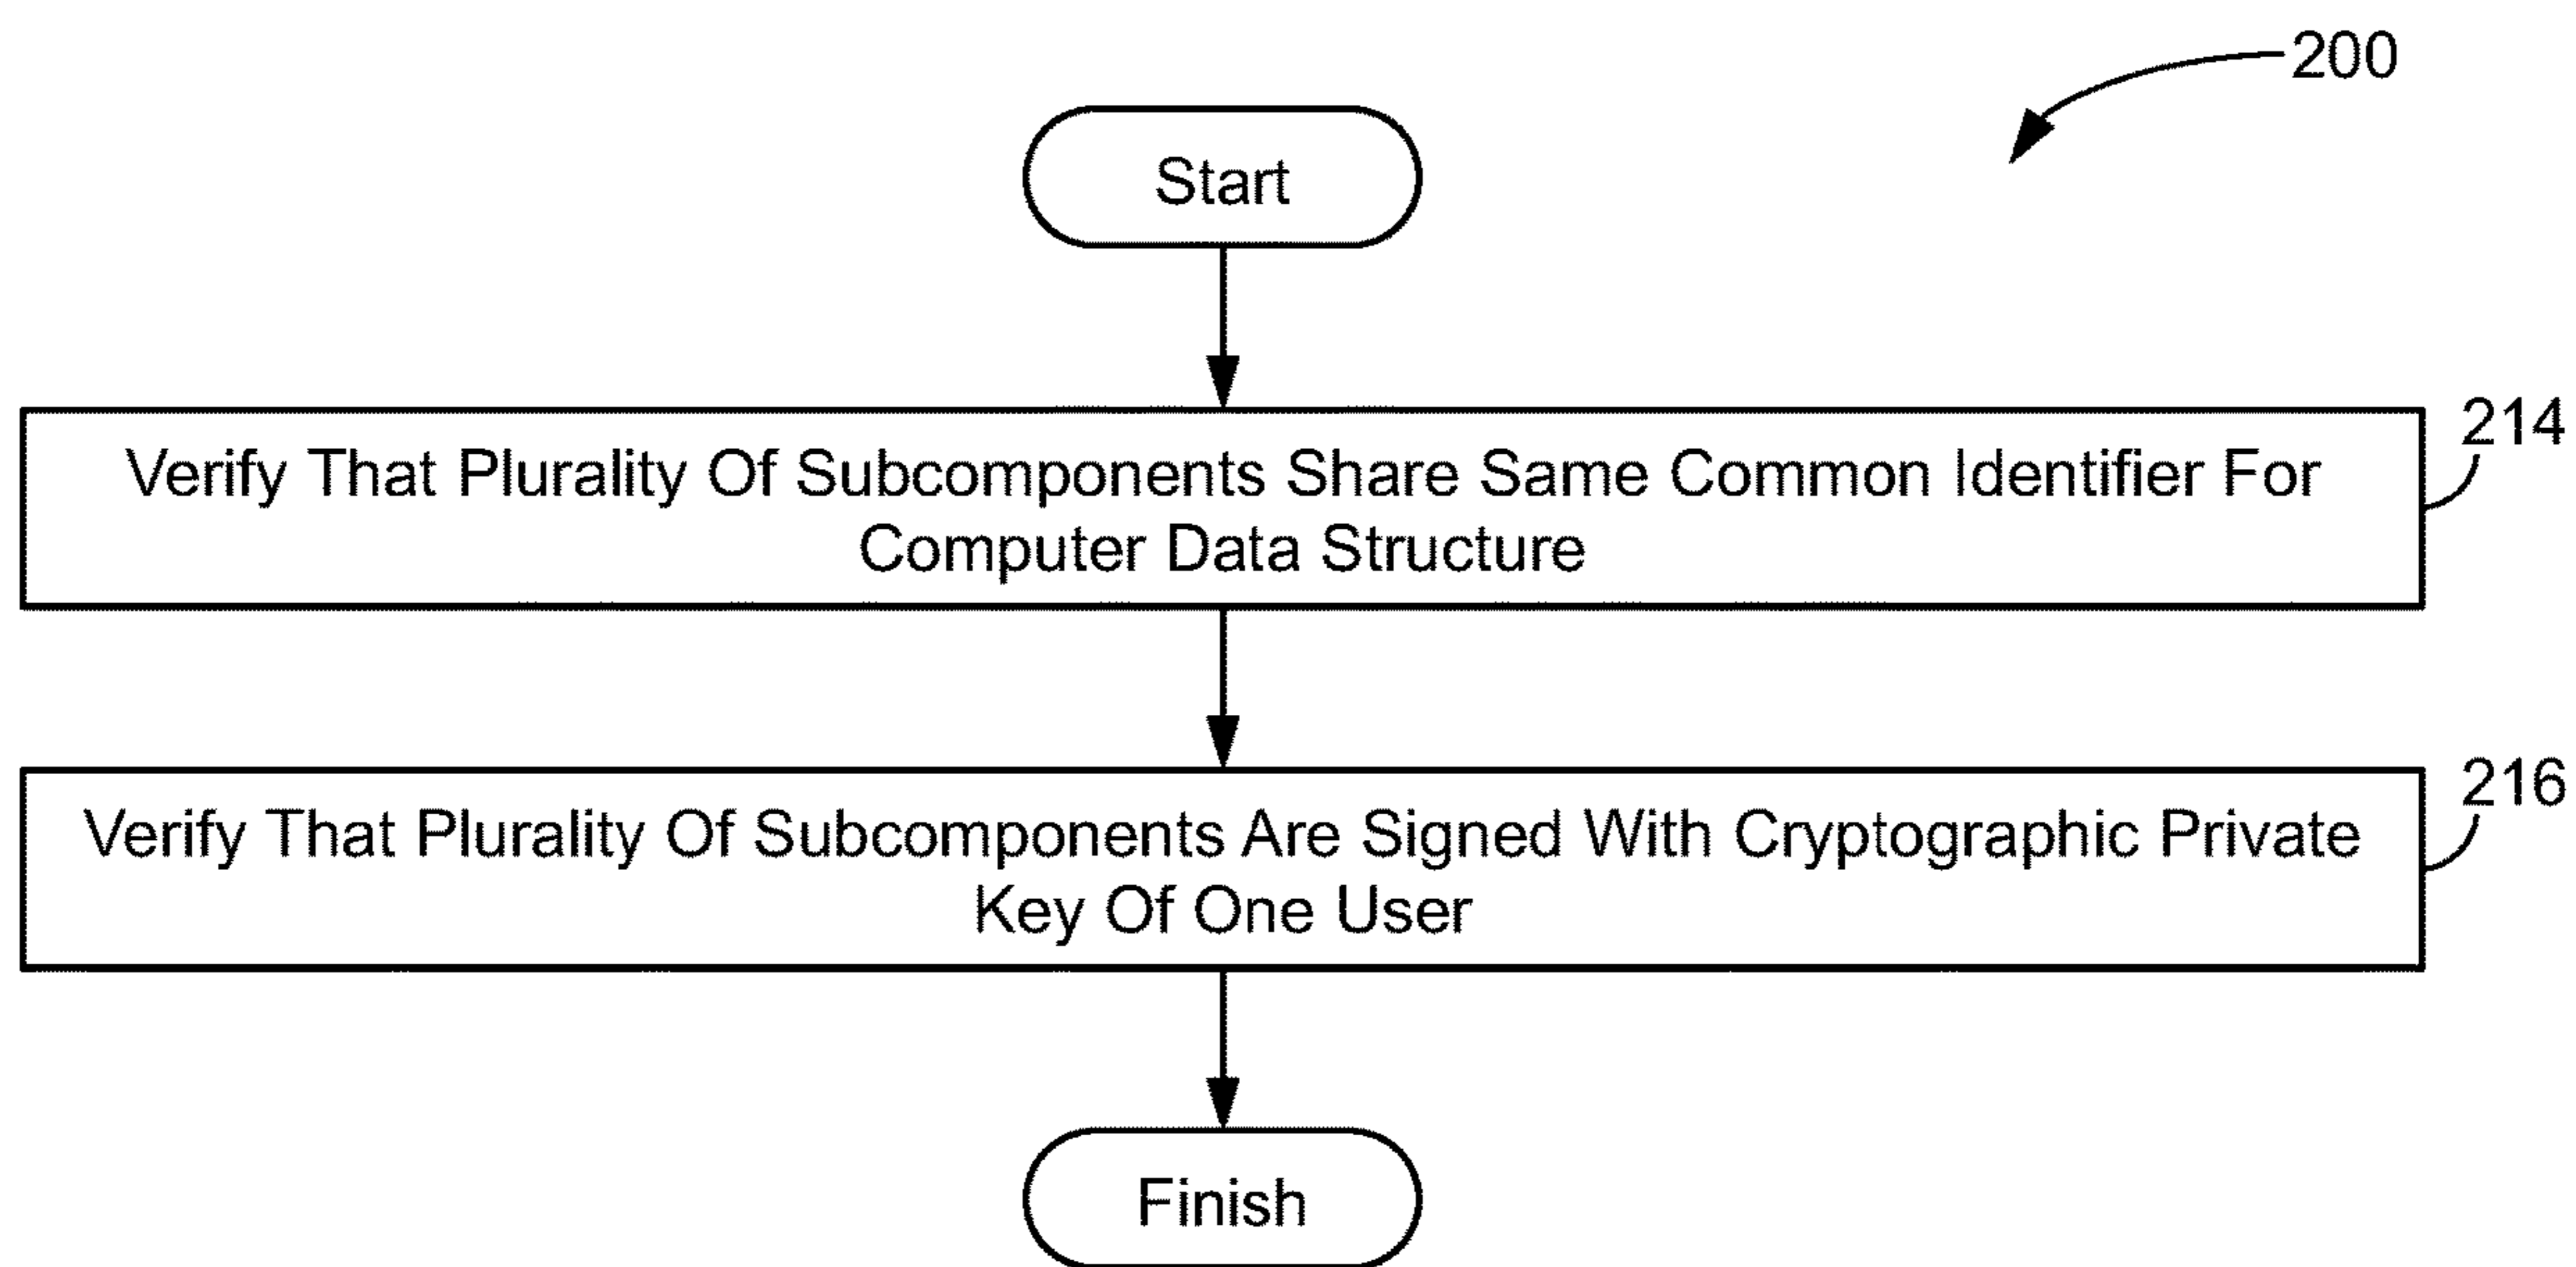 200
Start
214
Verify That Plurality Of Subcomponents Share Same Common Identifier For
Computer Data Structure
216
Verify That Plurality Of Subcomponents Are Signed With Cryptographic Private
Key Of One User
Finish